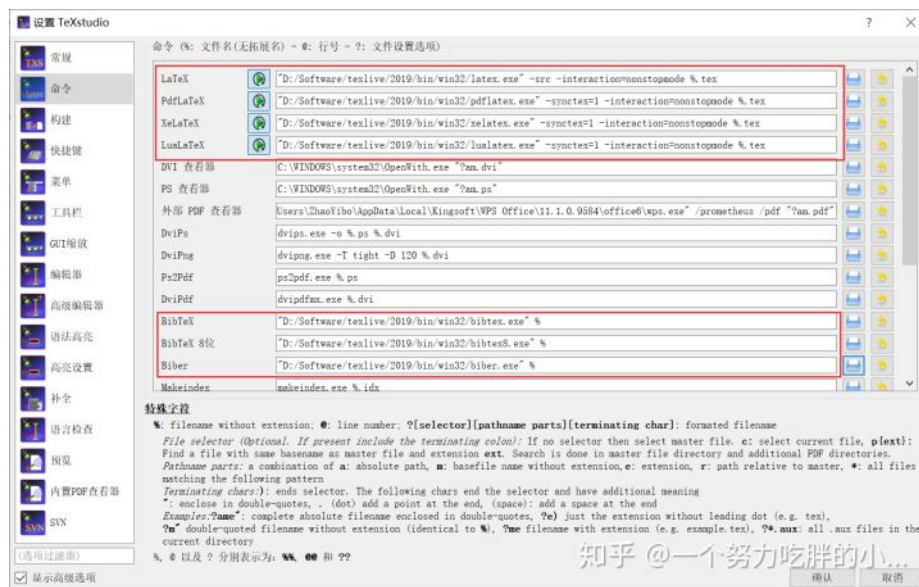 设置 TeXstudio
常规
命令
构建
快捷键
菜单
工具栏
GUI缩放
编辑器
高级编辑器
语法高亮
高亮设置
补全
语言检查
预览
内置PDF查看器
SVN
(选项过滤器)
显示高级选项
命令 (%: 文件名(无拓展名) - @: 行号 - ?: 文件设置选项)
LaTeX "D:/Software/texlive/2019/bin/win32/latex.exe" -src -interaction=nonstopmode %.tex
PdfLaTeX "D:/Software/texlive/2019/bin/win32/pdflatex.exe" -synctex=1 -interaction=nonstopmode %.tex
XeLaTeX "D:/Software/texlive/2019/bin/win32/xelatex.exe" -synctex=1 -interaction=nonstopmode %.tex
LuaLaTeX "D:/Software/texlive/2019/bin/win32/lualatex.exe" -synctex=1 -interaction=nonstopmode %.tex
DVI 查看器 C:\WINDOWS\system32\OpenWith.exe "?am.dvi"
PS 查看器 C:\WINDOWS\system32\OpenWith.exe "?am.ps"
外部 PDF 查看器 Users\ZhaoYibo\AppData\Local\Kingsoft\WPS Office\11.1.0.9584\office6\wps.exe" /prometheus /pdf "?am.pdf"
DviPs dvips.exe -o %.ps %.dvi
DviPng dvipng.exe -T tight -D 120 %.dvi
Ps2Pdf ps2pdf.exe %.ps
DviPdf dvipdfmx.exe %.dvi
BibTeX "D:/Software/texlive/2019/bin/win32/bibtex.exe" %
BibTeX 8位 "D:/Software/texlive/2019/bin/win32/bibtex8.exe" %
Biber "D:/Software/texlive/2019/bin/win32/biber.exe" %
Makeindex makeindex.exe %.idx
特殊字符
%: filename without extension; @: line number; ?[selector][pathname parts][terminating char]: formated filename
File selector (Optional. If present include the terminating colon): If no selector then select master file. c: select current file, p{ext}:
Find a file with same basename as master file and extension ext. Search is done in master file directory and additional PDF directories.
Pathname parts: a combination of a: absolute path, m: basefile name without extension, e: extension, r: path relative to master, *: all files
matching the following pattern
Terminating chars:): ends selector. The following chars end the selector and have additional meaning
": enclose in double-quotes, . (dot) add a point at the end, (space): add a space at the end
Examples:?ame": complete absolute filename enclosed in double-quotes, ?e) just the extension without leading dot (e.g. tex),
?m" double-quoted filename without extension (identical to %), ?me filename with extension (e.g. example.tex), ?*.aux: all .aux files in the
current directory
%, @ 以及 ? 分别表示为: %%, @@ 和 ??
知乎 @一个努力吃胖的小...
确认
取消